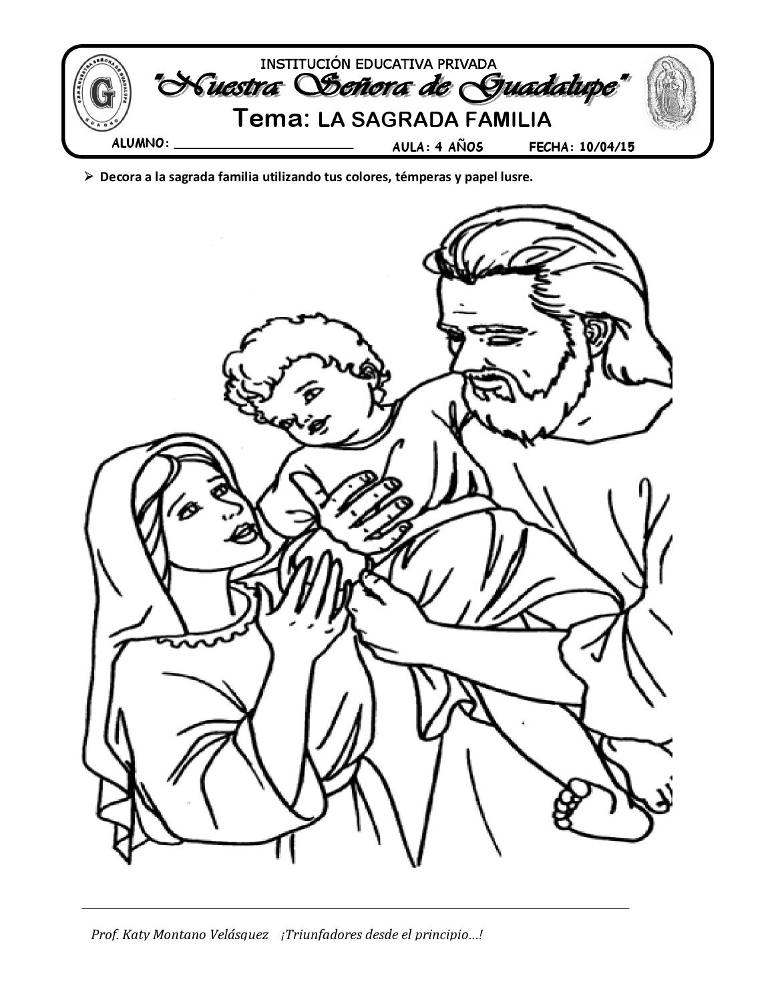 INSTITUCIÓN EDUCATIVA PRIVADA
"Nuestra Señora de Guadalupe"
Tema: LA SAGRADA FAMILIA
ALUMNO: ______________________ AULA: 4 AÑOS FECHA: 10/04/15
➢ Decora a la sagrada familia utilizando tus colores, témperas y papel lusre.
G
Prof. Katy Montano Velásquez ¡Triunfadores desde el principio...!